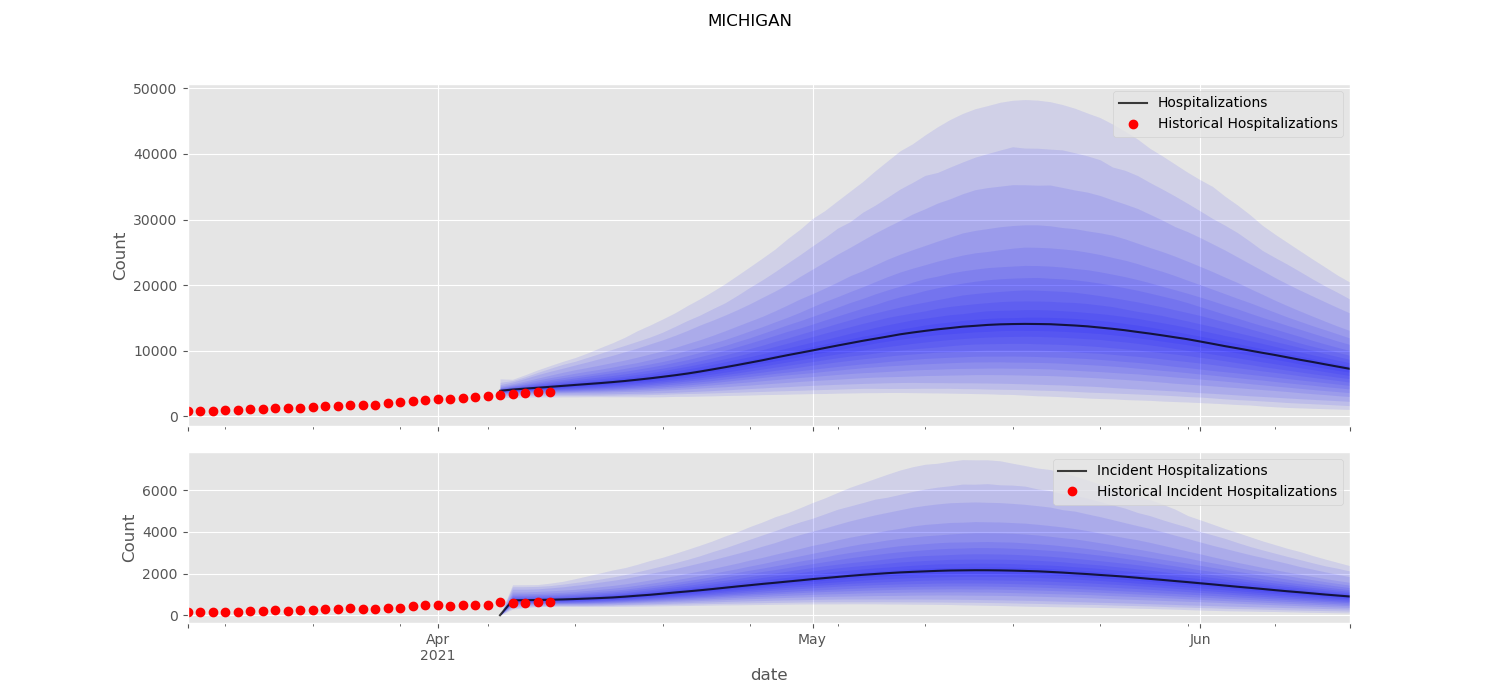 MICHIGAN
50000
40000
30000
20000
10000
0
Count
Hospitalizations
Historical Hospitalizations
6000
4000
2000
0
Count
Incident Hospitalizations
Historical Incident Hospitalizations
Apr
2021
May
Jun
date